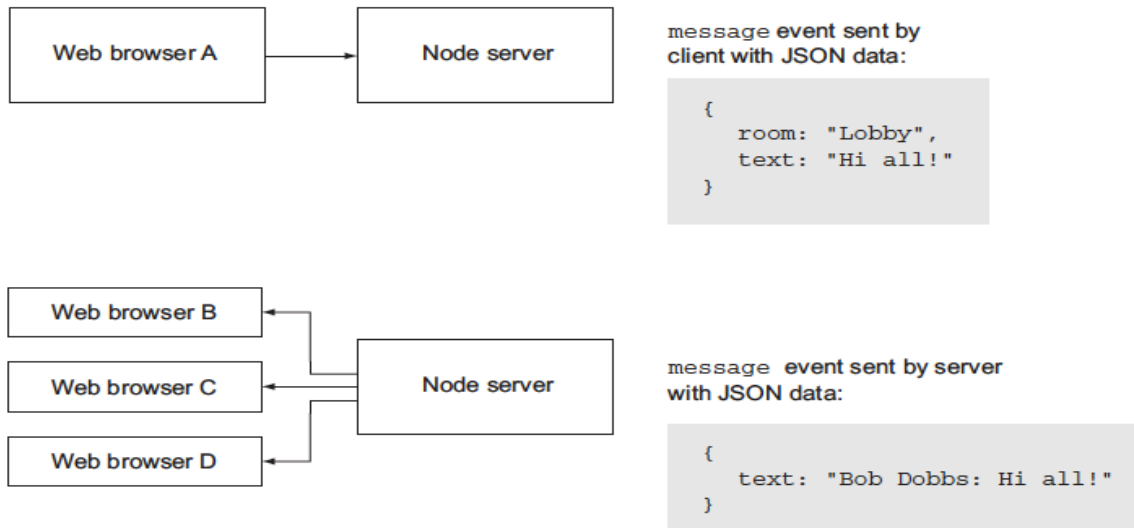 Web browser A
Node server
message event sent by
client with JSON data:
{
room: "Lobby",
text: "Hi all!"
}
Web browser B
Web browser C
Web browser D
Node server
message event sent by server
with JSON data:
{
text: "Bob Dobbs: Hi all!"
}